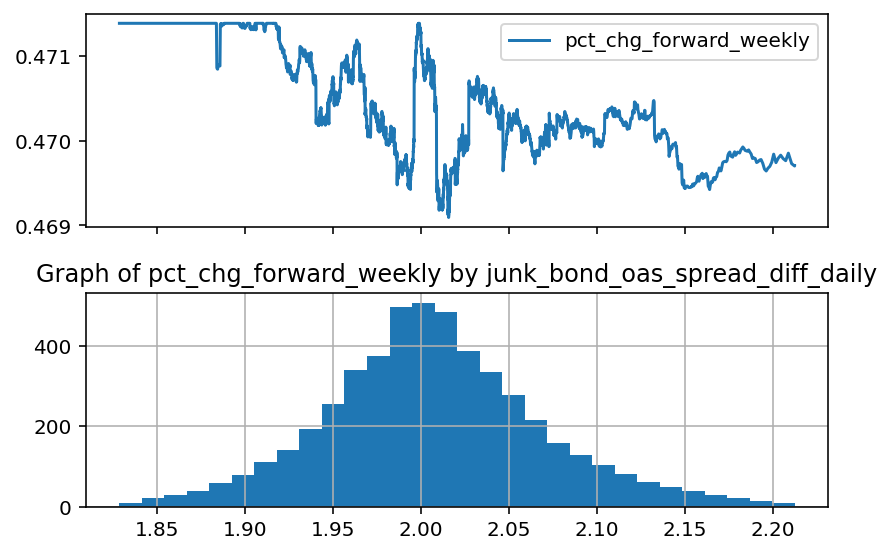 0.471
pct_chg_forward_weekly
0.470
0.469
Graph of pct_chg_forward_weekly by junk_bond_oas_spread_diff_daily
400
200
0
1.85 1.90 1.95 2.00 2.05 2.10 2.15 2.20